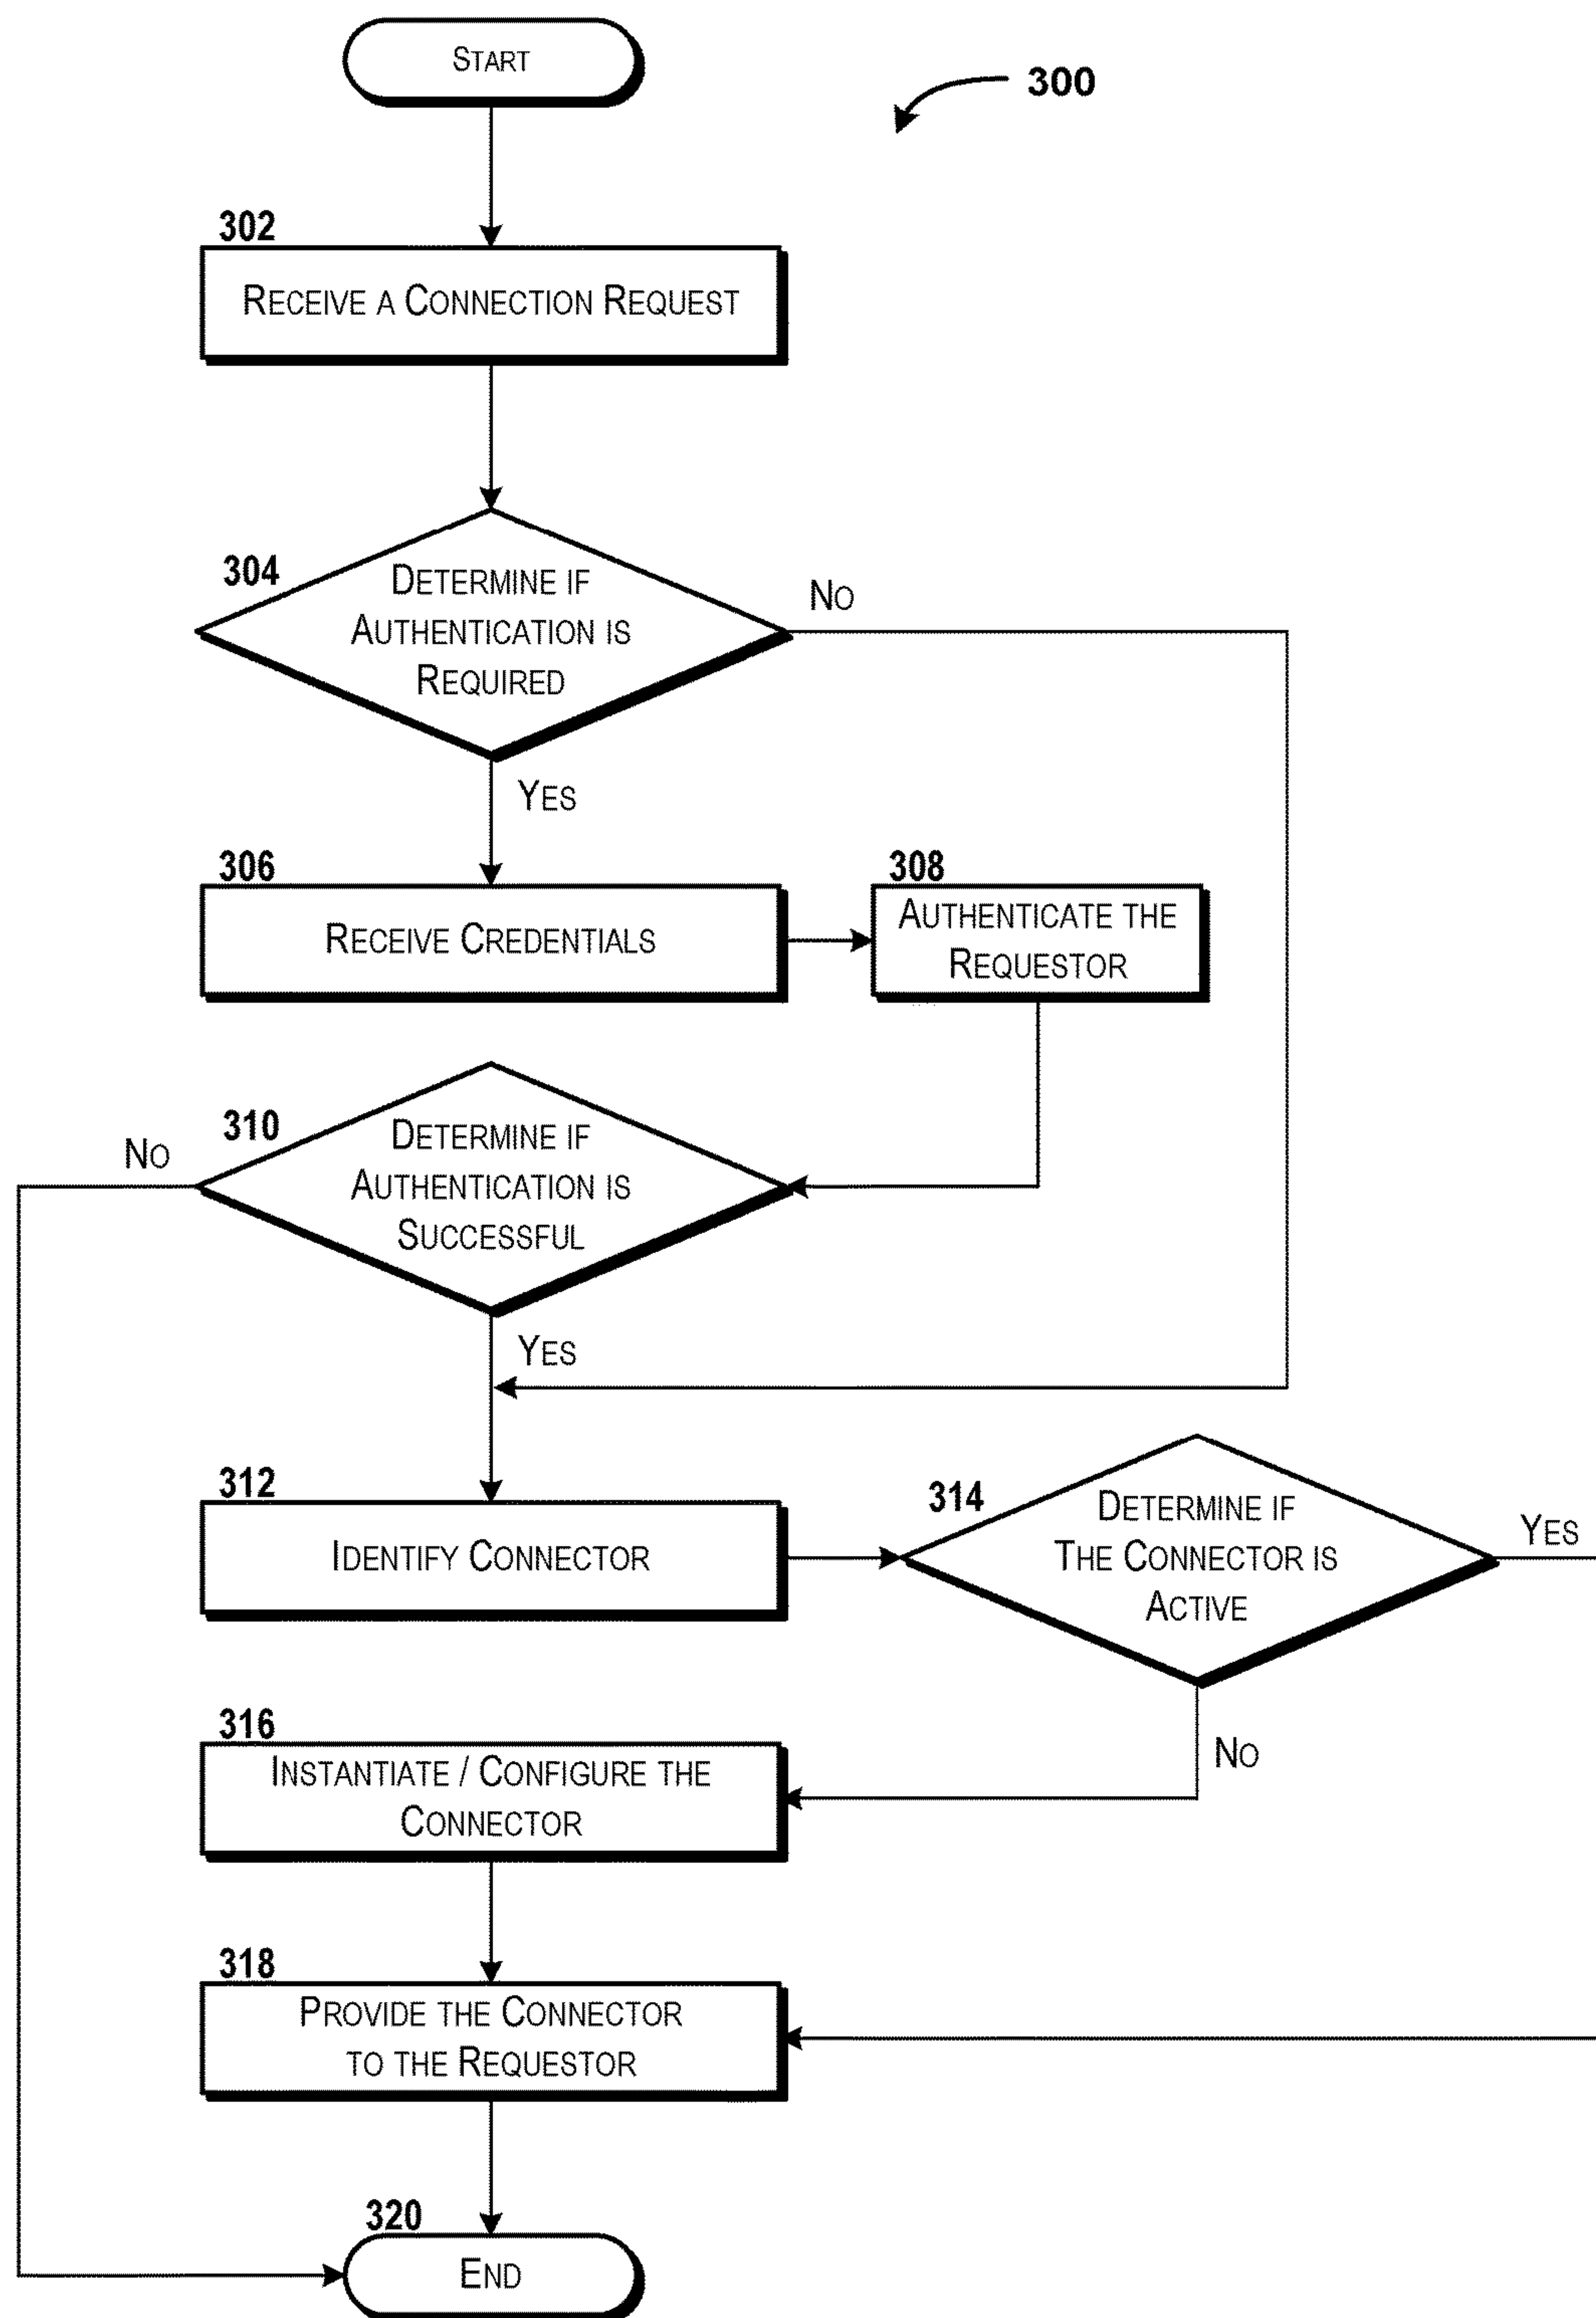 START
300
302
RECEIVE A CONNECTION REQUEST
304
DETERMINE IF
AUTHENTICATION IS
REQUIRED
NO
YES
306
RECEIVE CREDENTIALS
308
AUTHENTICATE THE
REQUESTOR
310
DETERMINE IF
AUTHENTICATION IS
SUCCESSFUL
NO
YES
312
IDENTIFY CONNECTOR
314
DETERMINE IF
THE CONNECTOR IS
ACTIVE
YES
NO
316
INSTANTIATE / CONFIGURE THE
CONNECTOR
318
PROVIDE THE CONNECTOR
TO THE REQUESTOR
320
END